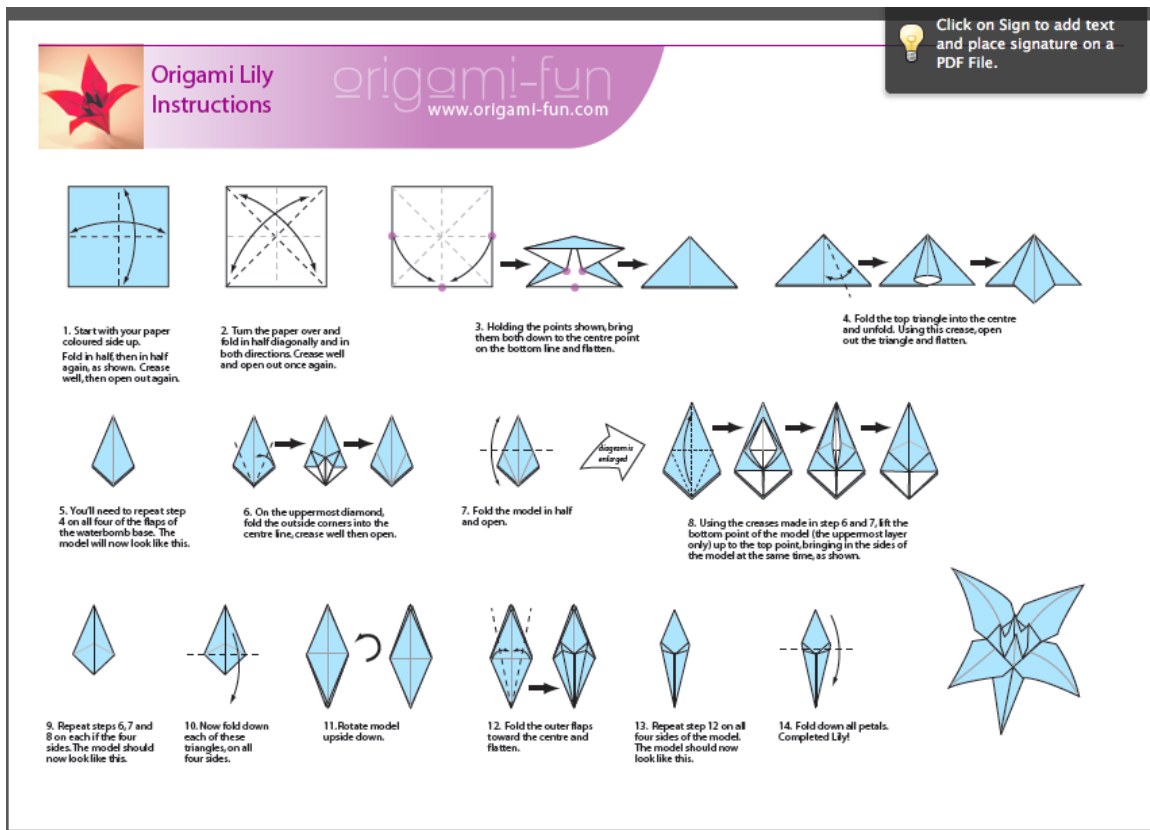 Click on Sign to add text
and place signature on a
PDF File.
Origami Lily
Instructions
origami-fun
www.origami-fun.com
1. Start with your paper
coloured side up.
Fold in half, then in half
again, as shown. Crease
well, then open out again.
2. Turn the paper over and
fold in half diagonally and in
both directions. Crease well
and open out once again.
3. Holding the points shown, bring
them both down to the centre point
on the bottom line and flatten.
4. Fold the top triangle into the centre
and unfold. Using this crease, open
out the triangle and flatten.
5. You'll need to repeat step
4 on all four of the flaps of
the waterbomb base. The
model will now look like this.
6. On the uppermost diamond,
fold the outside corners into the
centre line, crease well then open.
7. Fold the model in half
and open.
diagram is
enlarged
8. Using the creases made in step 6 and 7, lift the
bottom point of the model (the uppermost layer
only) up to the top point, bringing in the sides of
the model at the same time, as shown.
9. Repeat steps 6,7 and
8 on each if the four
sides. The model should
now look like this.
10. Now fold down
each of these
triangles, on all
four sides.
11. Rotate model
upside down.
12. Fold the outer flaps
toward the centre and
flatten.
13. Repeat step 12 on all
four sides of the model.
The model should now
look like this.
14. Fold down all petals.
Completed Lily!